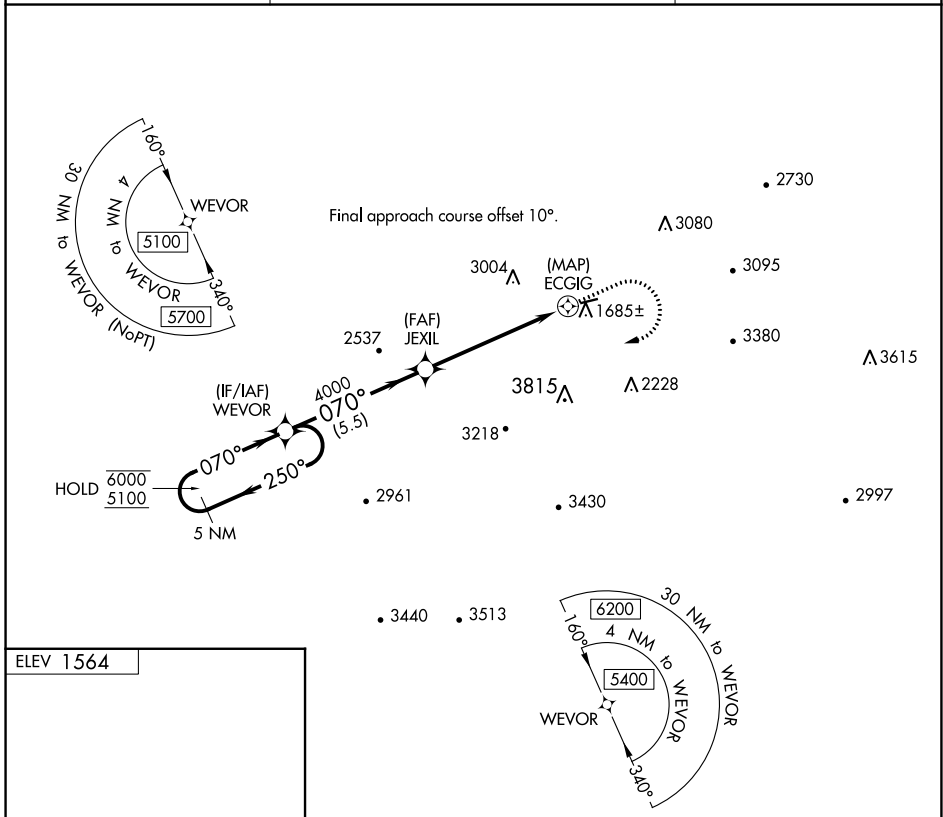 160°
30 NM to WEVOR (NoPT)
4 NM to WEVOR
WEVOR
5100
340°
5700
Final approach course offset 10°.
2730
3080
3004
(MAP)
ECGIG
3095
1685±
2537
(FAF)
JEXIL
3380
3615
(IF/IAF)
WEVOR
4000
070°
(5.5)
3815
2228
3218
070°
250°
HOLD
6000
5100
5 NM
2961
3430
2997
3440
3513
160°
6200
30 NM to WEVOR
4 NM to WEVOR
5400
WEVOR
340°
ELEV 1564